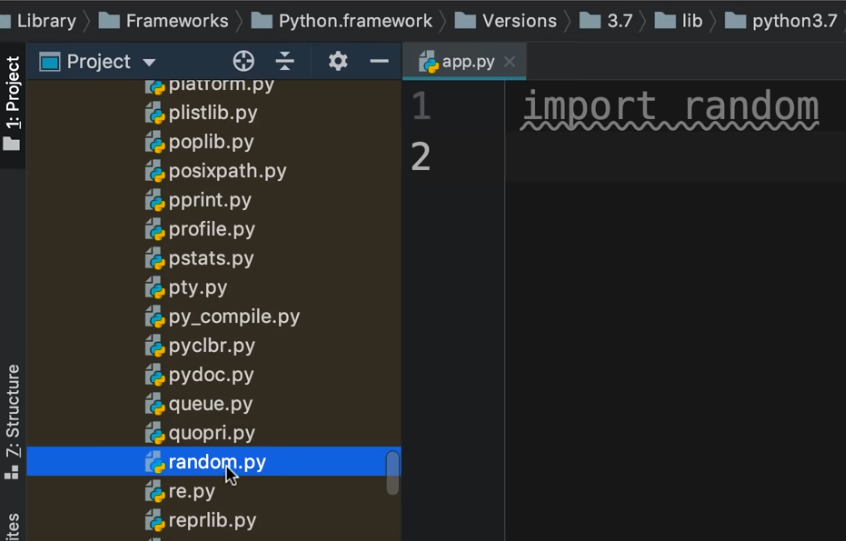 Library Frameworks Python.framework Versions 3.7 lib python3.7
1: Project
Project
app.py
platform.py
plistlib.py
poplib.py
posixpath.py
pprint.py
profile.py
pstats.py
pty.py
py_compile.py
pyclbr.py
pydoc.py
queue.py
quopri.py
random.py
re.py
reprlib.py
7: Structure
1 import random
2